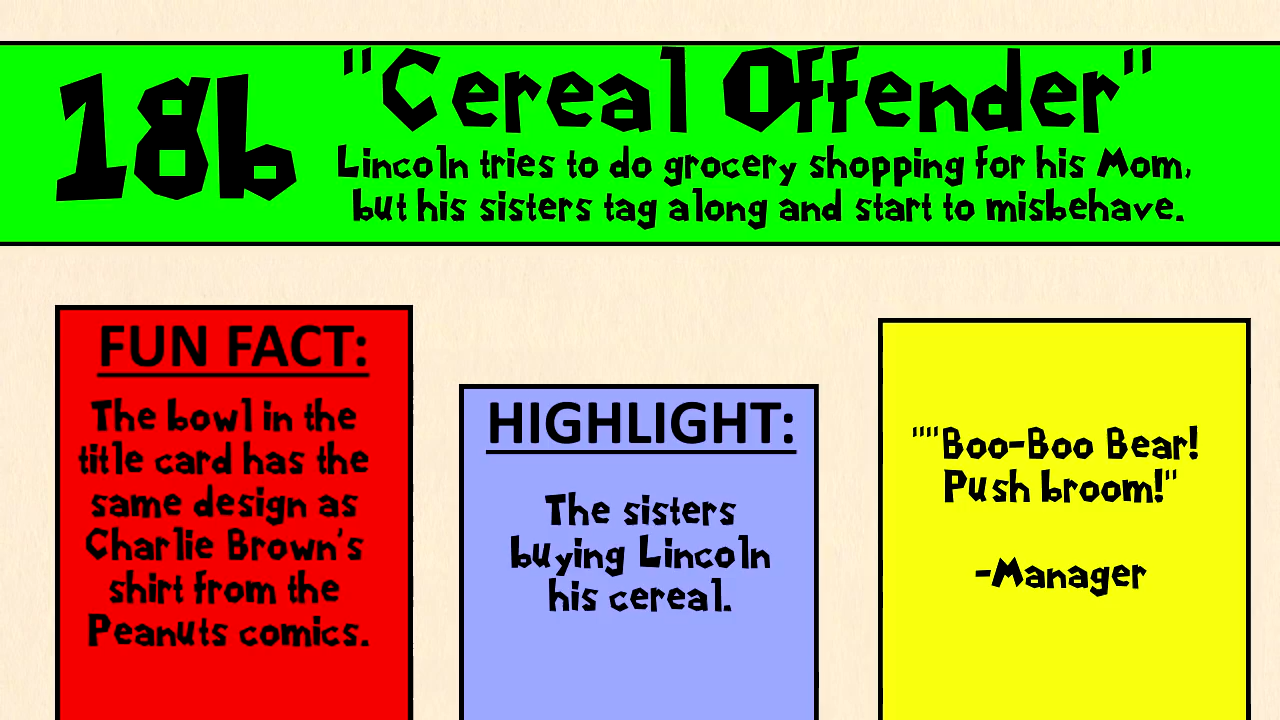 18b
"Cereal Offender"
Lincoln tries to do grocery shopping for his Mom,
but his sisters tag along and start to misbehave.
FUN FACT:
The bowl in the
title card has the
same design as
Charlie Brown's
shirt from the
Peanuts comics.
HIGHLIGHT:
The sisters
buying Lincoln
his cereal.
""Boo-Boo Bear!
Push broom!"
-Manager